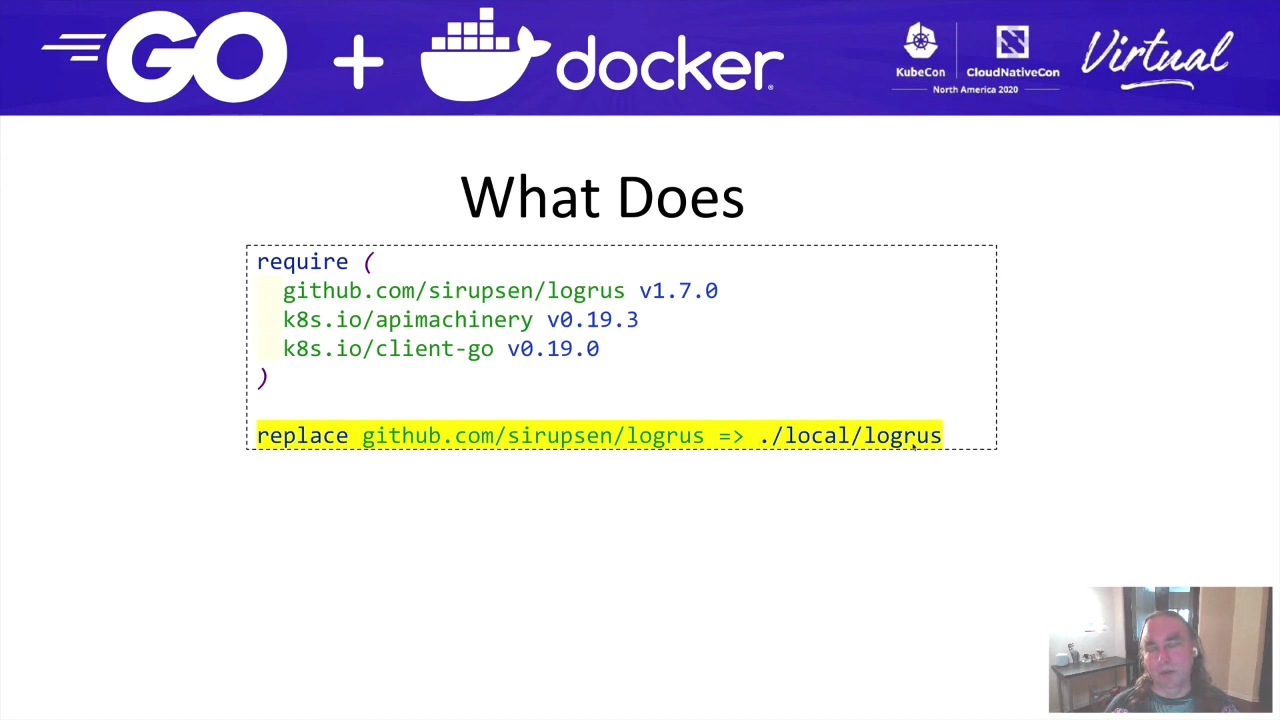 GO + docker
KubeCon CloudNativeCon
North America 2020
Virtual
What Does
require (
github.com/sirupsen/logrus v1.7.0
k8s.io/apimachinery v0.19.3
k8s.io/client-go v0.19.0
)
replace github.com/sirupsen/logrus => ./local/logrus